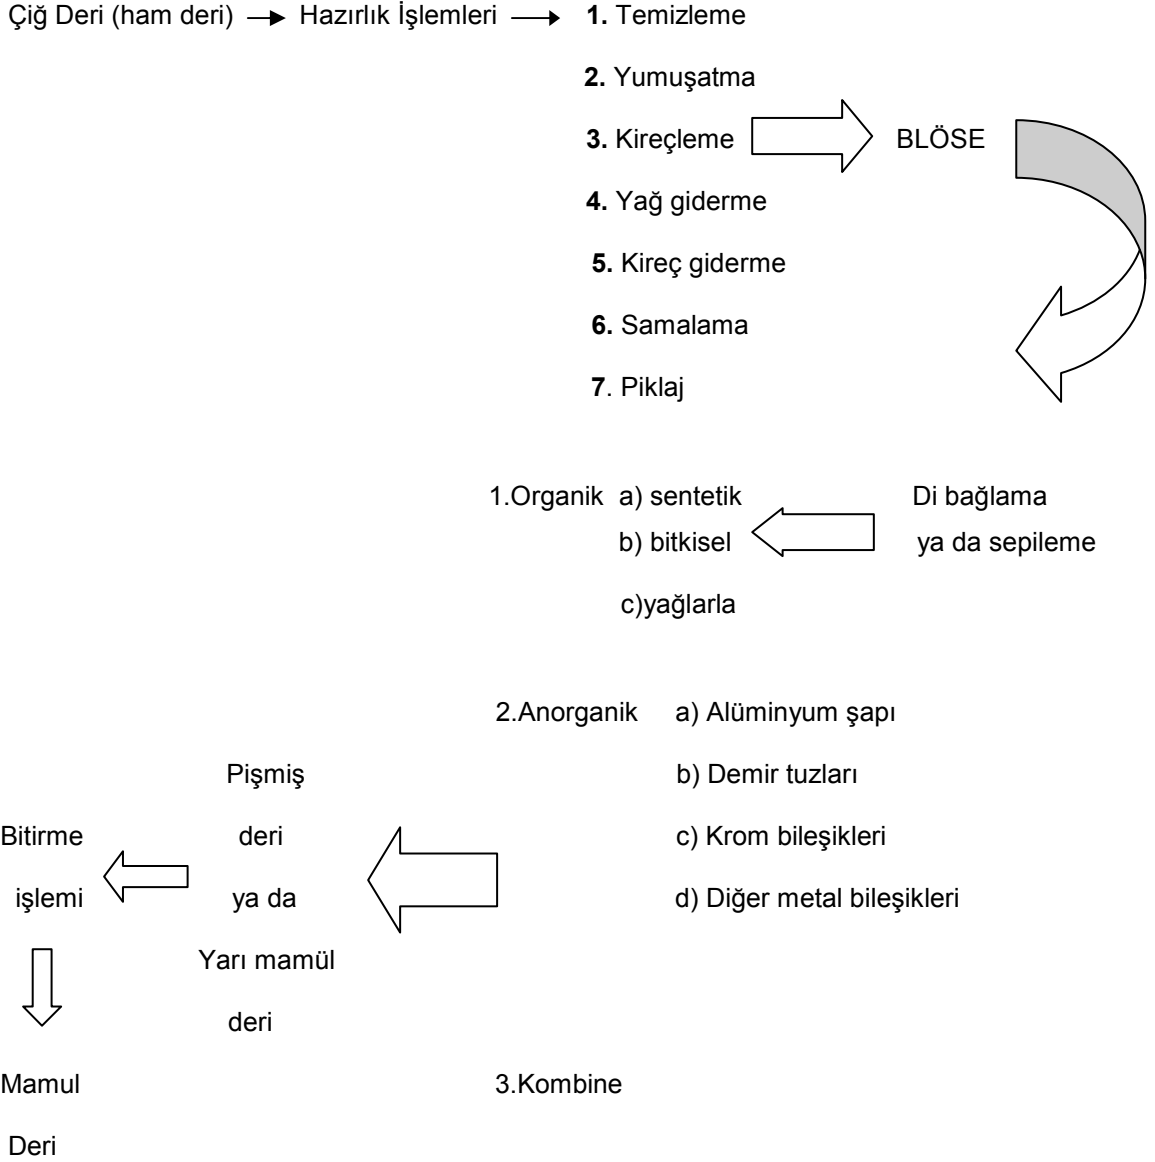 Çiğ Deri (ham deri) Hazırlık İşlemleri 1. Temizleme
2. Yumuşatma
3. Kireçleme BLÖSE
4. Yağ giderme
5. Kireç giderme
6. Samalama
7. Piklaj
1.Organik a) sentetik Di bağlama
b) bitkisel ya da sepileme
c)yağlarla
2.Anorganik a) Alüminyum şapı
Pişmiş b) Demir tuzları
Bitirme deri c) Krom bileşikleri
işlemi ya da d) Diğer metal bileşikleri
Yarı mamül
deri
Mamul 3.Kombine
Deri